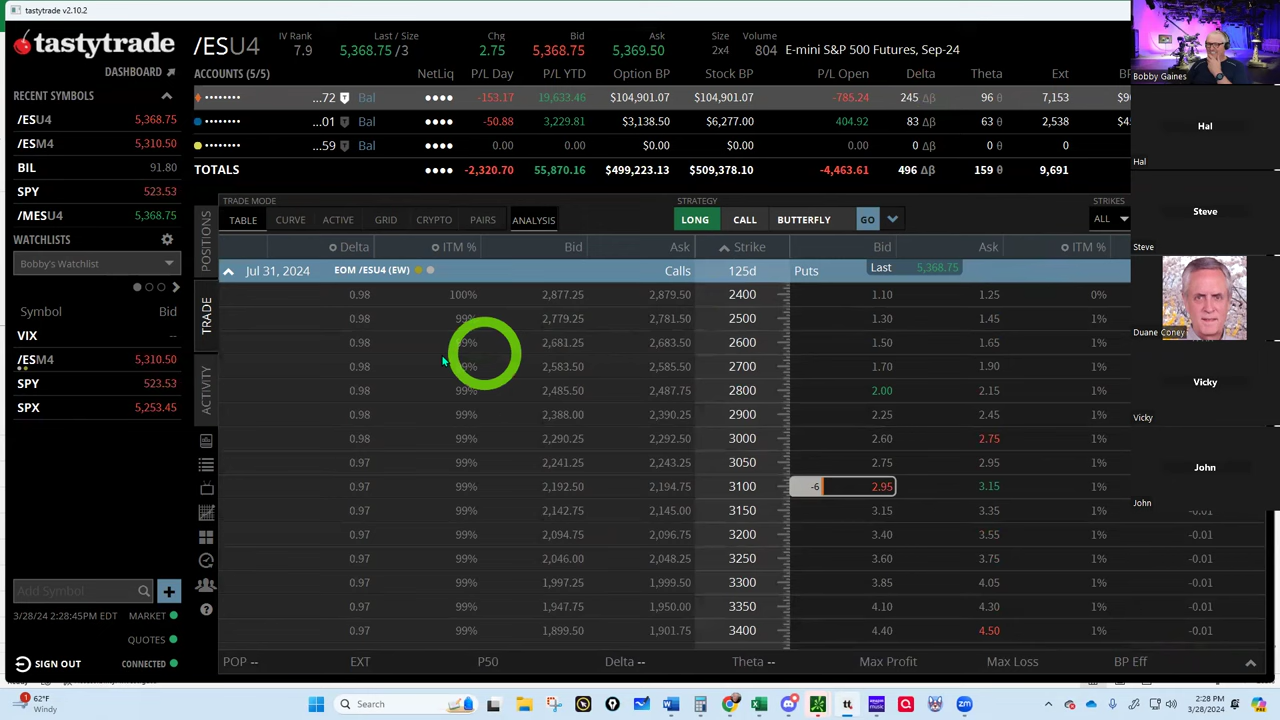 tastytrade v2.10.2
tastytrade
DASHBOARD
/ESU4
IV Rank
7.9
Last / Size
5,368.75 /3
Chg
2.75
Bid
5,368.75
Ask
5,369.50
Size
2x4
Volume
804
E-mini S&P 500 Futures, Sep-24
ACCOUNTS (5/5) NetLiq P/L Day P/L YTD Option BP Stock BP P/L Open Delta Theta Ext
...72 Bal •••• -153.17 19,633.46 $104,901.07 $104,901.07 -785.24 245 Δβ 96 θ 7,153
...01 Bal •••• -50.88 3,229.81 $3,138.50 $6,277.00 404.92 83 Δβ 63 θ 2,538
...59 Bal •••• 0.00 0.00 $0.00 $0.00 0.00 0 Δβ 0 θ 0
TOTALS •••• -2,320.70 55,870.16 $499,223.13 $509,378.10 -4,463.61 496 Δβ 159 θ 9,691
RECENT SYMBOLS
/ESU4 5,368.75
/ESM4 5,310.50
BIL 91.80
SPY 523.53
/MESU4 5,368.75
WATCHLISTS
Bobby's Watchlist
Symbol Bid
VIX --
/ESM4 5,310.50
SPY 523.53
SPX 5,253.45
Add Symbol
3/28/24 2:28:45PM EDT MARKET
QUOTES
SIGN OUT CONNECTED
POSITIONS
TRADE
ACTIVITY
TRADE MODE
TABLE CURVE ACTIVE GRID CRYPTO PAIRS ANALYSIS
STRATEGY
LONG CALL BUTTERFLY GO
STRIKES
ALL
Delta ITM % Bid Ask Strike Bid Ask ITM %
Jul 31, 2024 EOM /ESU4 (EW) Calls 125d Puts
Last 5,368.75
0.98 100% 2,877.25 2,879.50 2400 1.10 1.25 0%
0.98 99% 2,779.25 2,781.50 2500 1.30 1.45
0.98 99% 2,681.25 2,683.50 2600 1.50 1.65
2,583.50 2,585.50 2700 1.70 1.90
0.98 99% 2,485.50 2,487.75 2800 2.00 2.15
99% 2,388.00 2,390.25 2900 2.25 2.45
99% 2,290.25 2,292.50 3000 2.60 2.75 1%
0.97 99% 2,241.25 2,243.25 3050 2.75 2.95 1%
0.97 99% 2,192.50 2,194.75 3100 -6 2.95 3.15 1%
0.97 99% 2,142.75 2,145.00 3150 3.15 3.35 1% -0.01
0.97 99% 2,094.75 2,096.75 3200 3.40 3.55 1% -0.01
0.97 99% 2,046.00 2,048.25 3250 3.60 3.75 1% -0.01
0.97 99% 1,997.25 1,999.50 3300 3.85 4.05 1% -0.01
0.97 99% 1,947.75 1,950.00 3350 4.10 4.30 1% -0.01
0.97 99% 1,899.50 1,901.75 3400 4.40 4.50 1% -0.01
POP -- EXT P50 Delta -- Theta -- Max Profit Max Loss BP Eff
Bobby Gaines
Hal
Hal
Steve
Steve
Duane Coney
Vicky
Vicky
John
John
1
62°F
Windy
Search
2:28 PM
3/28/2024